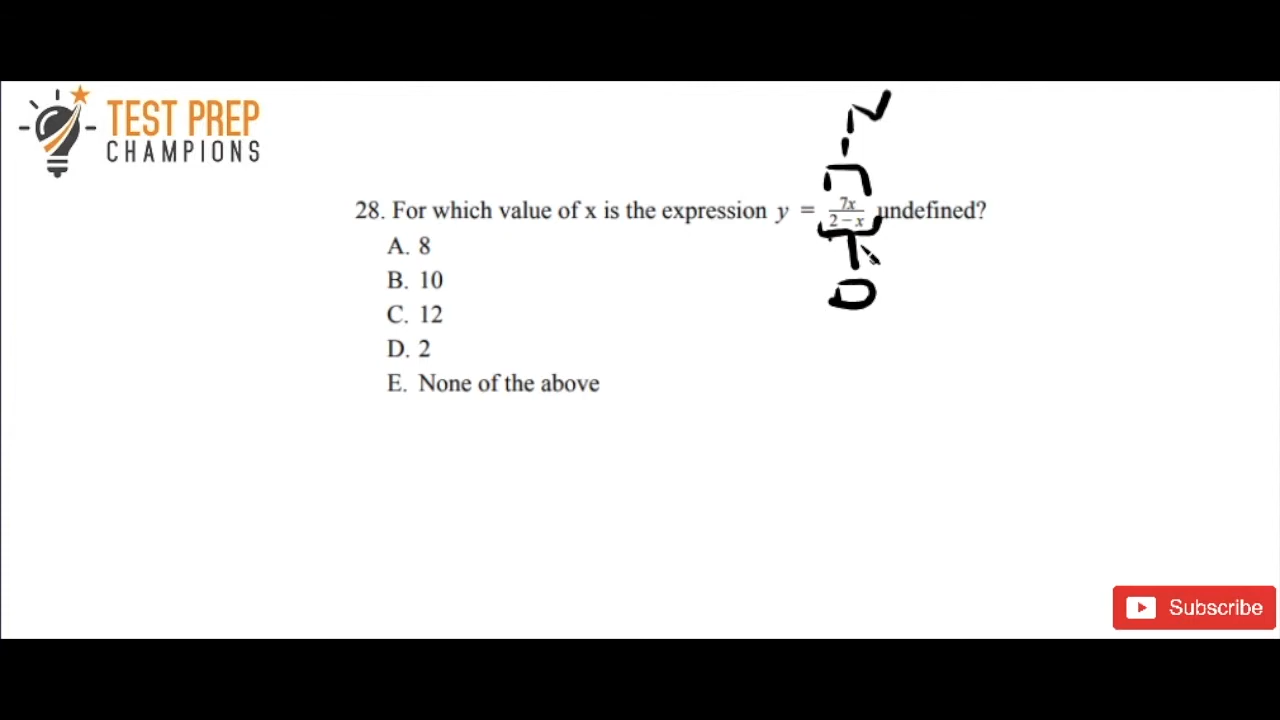 TEST PREP
CHAMPIONS
N
28. For which value of x is the expression y = 7x / 2 − x undefined?
D
A. 8
B. 10
C. 12
D. 2
E. None of the above
Subscribe